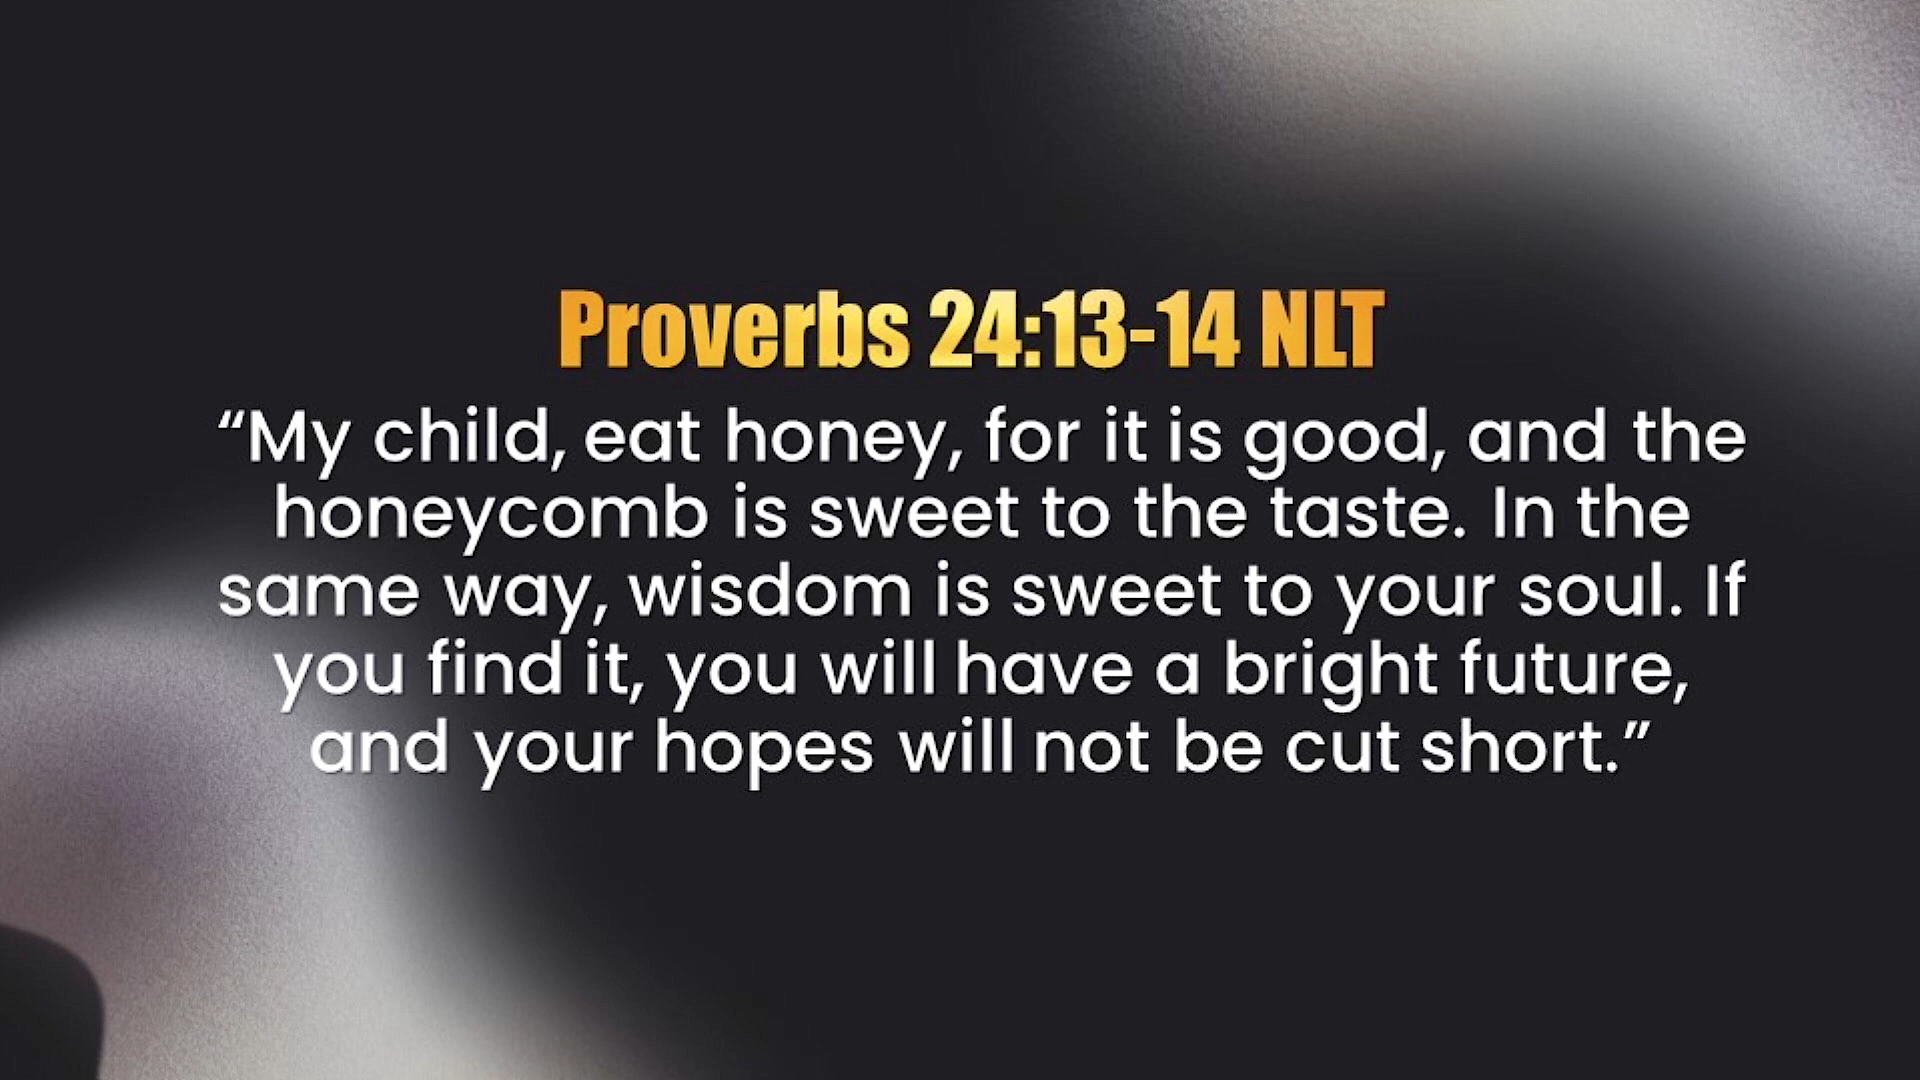 Proverbs 24:13-14 NLT
“My child, eat honey, for it is good, and the
honeycomb is sweet to the taste. In the
same way, wisdom is sweet to your soul. If
you find it, you will have a bright future,
and your hopes will not be cut short.”